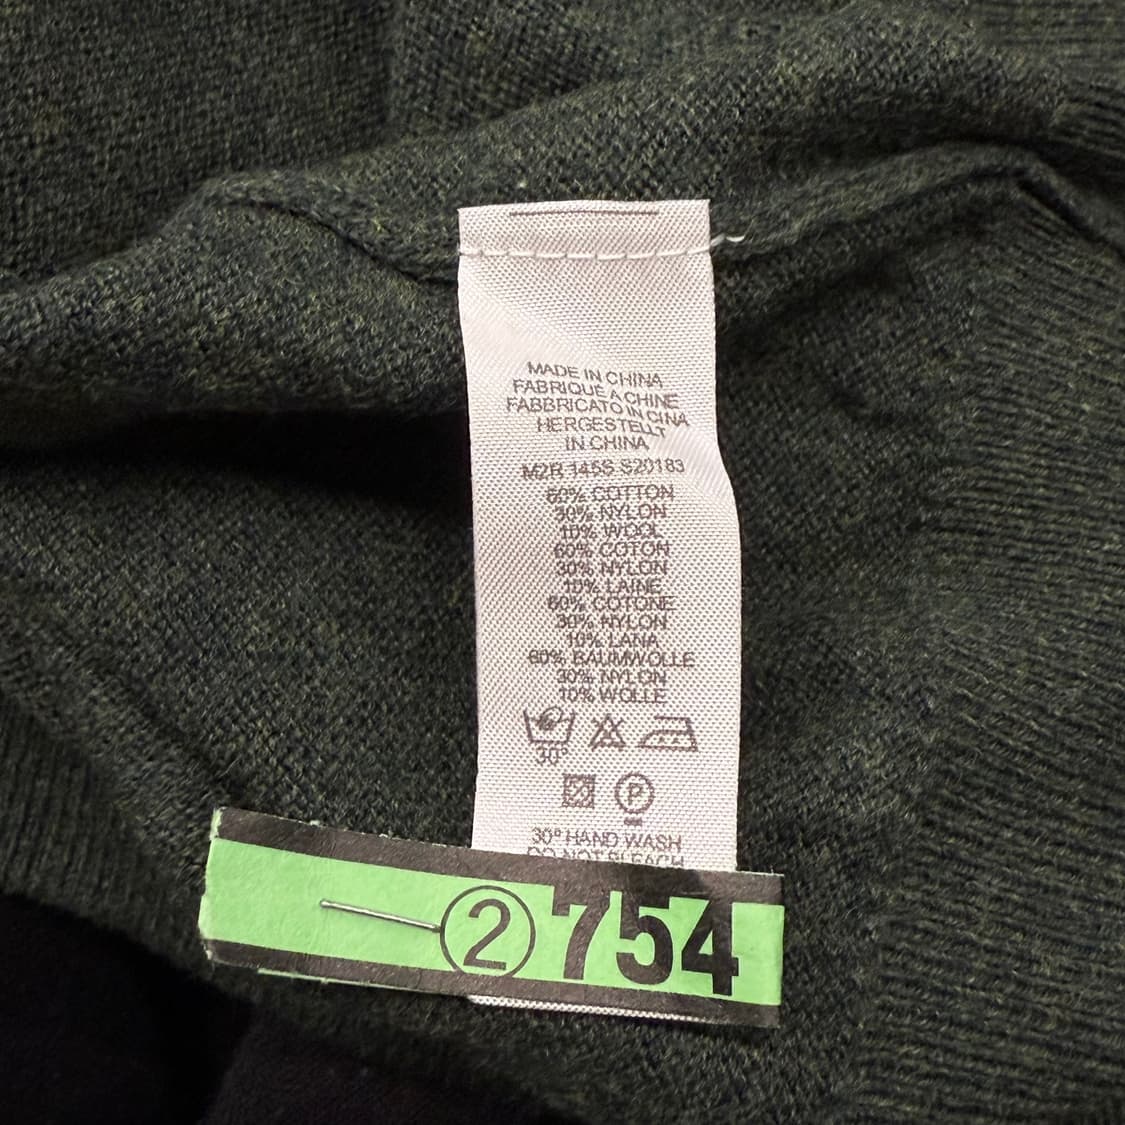 MADE IN CHINA
FABRIQUE A CHINE
FABBRICATO IN CINA
HERGESTELLT
IN CHINA
M2R 145S S20183
60% COTTON
30% NYLON
10% WOOL
60% COTON
30% NYLON
10% LAINE
60% COTONE
30% NYLON
10% LANA
60% BAUMWOLLE
30% NYLON
10% WOLLE
30°
P
30° HAND WASH
DO NOT BLEACH
2 754